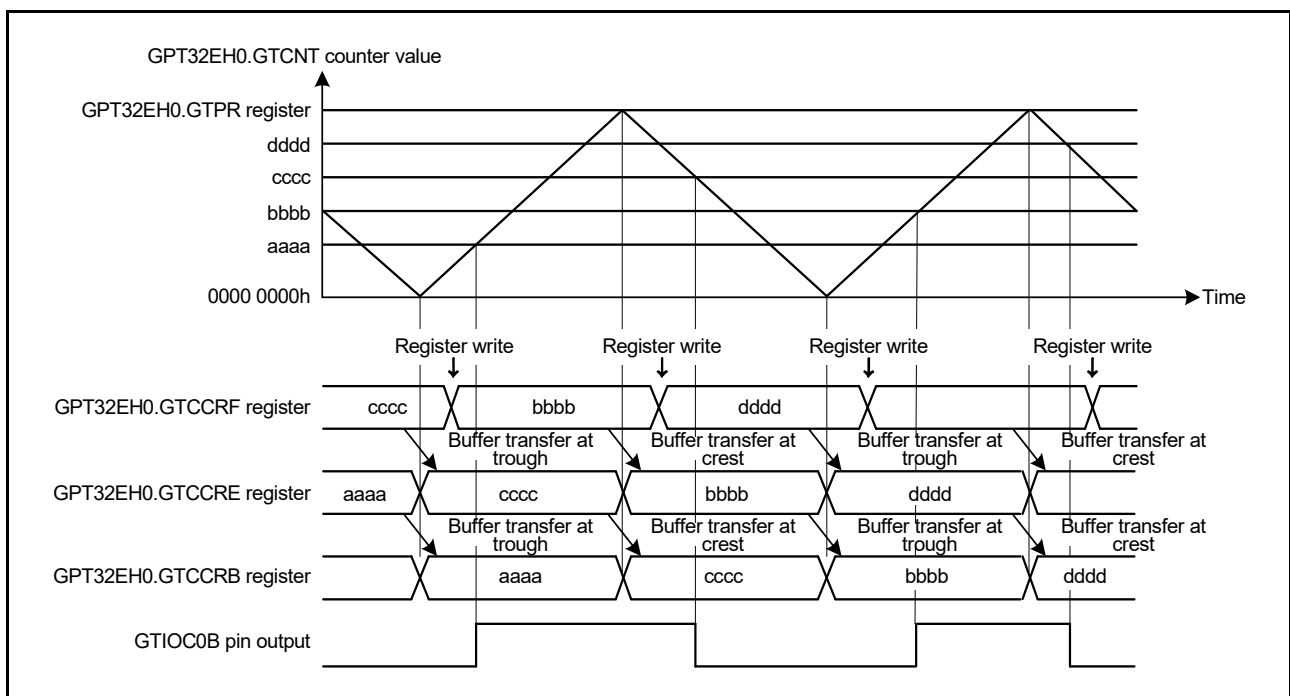 GPT32EH0.GTCNT counter value
GPT32EH0.GTPR register
dddd
cccc
bbbb
aaaa
0000 0000h
Time
Register write
Register write
Register write
Register write
GPT32EH0.GTCCRF register
cccc
bbbb
dddd
Buffer transfer at
trough
Buffer transfer at
crest
Buffer transfer at
trough
Buffer transfer at
crest
GPT32EH0.GTCCRE register
aaaa
cccc
bbbb
dddd
Buffer transfer at
trough
Buffer transfer at
crest
Buffer transfer at
trough
Buffer transfer at
crest
GPT32EH0.GTCCRB register
aaaa
cccc
bbbb
dddd
GTIOC0B pin output